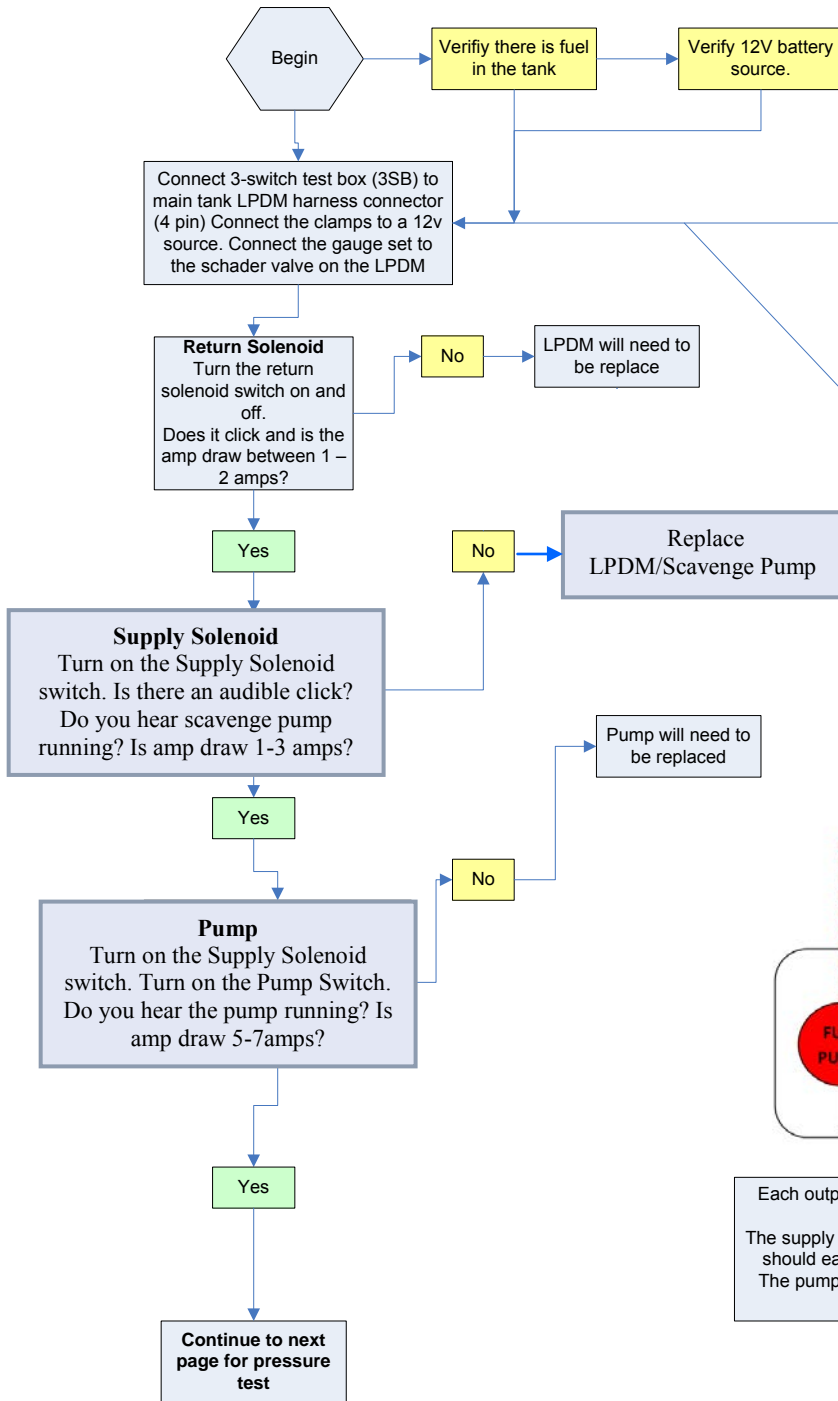 Begin
Verifiy there is fuel
in the tank
Verify 12V battery
source.
Connect 3-switch test box (3SB) to
main tank LPDM harness connector
(4 pin) Connect the clamps to a 12v
source. Connect the gauge set to
the schader valve on the LPDM
Return Solenoid
Turn the return
solenoid switch on and
off.
Does it click and is the
amp draw between 1 –
2 amps?
No
LPDM will need to
be replace
Yes
No
Replace
LPDM/Scavenge Pump
Supply Solenoid
Turn on the Supply Solenoid
switch. Is there an audible click?
Do you hear scavenge pump
running? Is amp draw 1-3 amps?
Pump will need to
be replaced
Yes
No
Pump
Turn on the Supply Solenoid
switch. Turn on the Pump Switch.
Do you hear the pump running? Is
amp draw 5-7amps?
Yes
Each
The supply
should
The pump
Continue to next
page for pressure
test